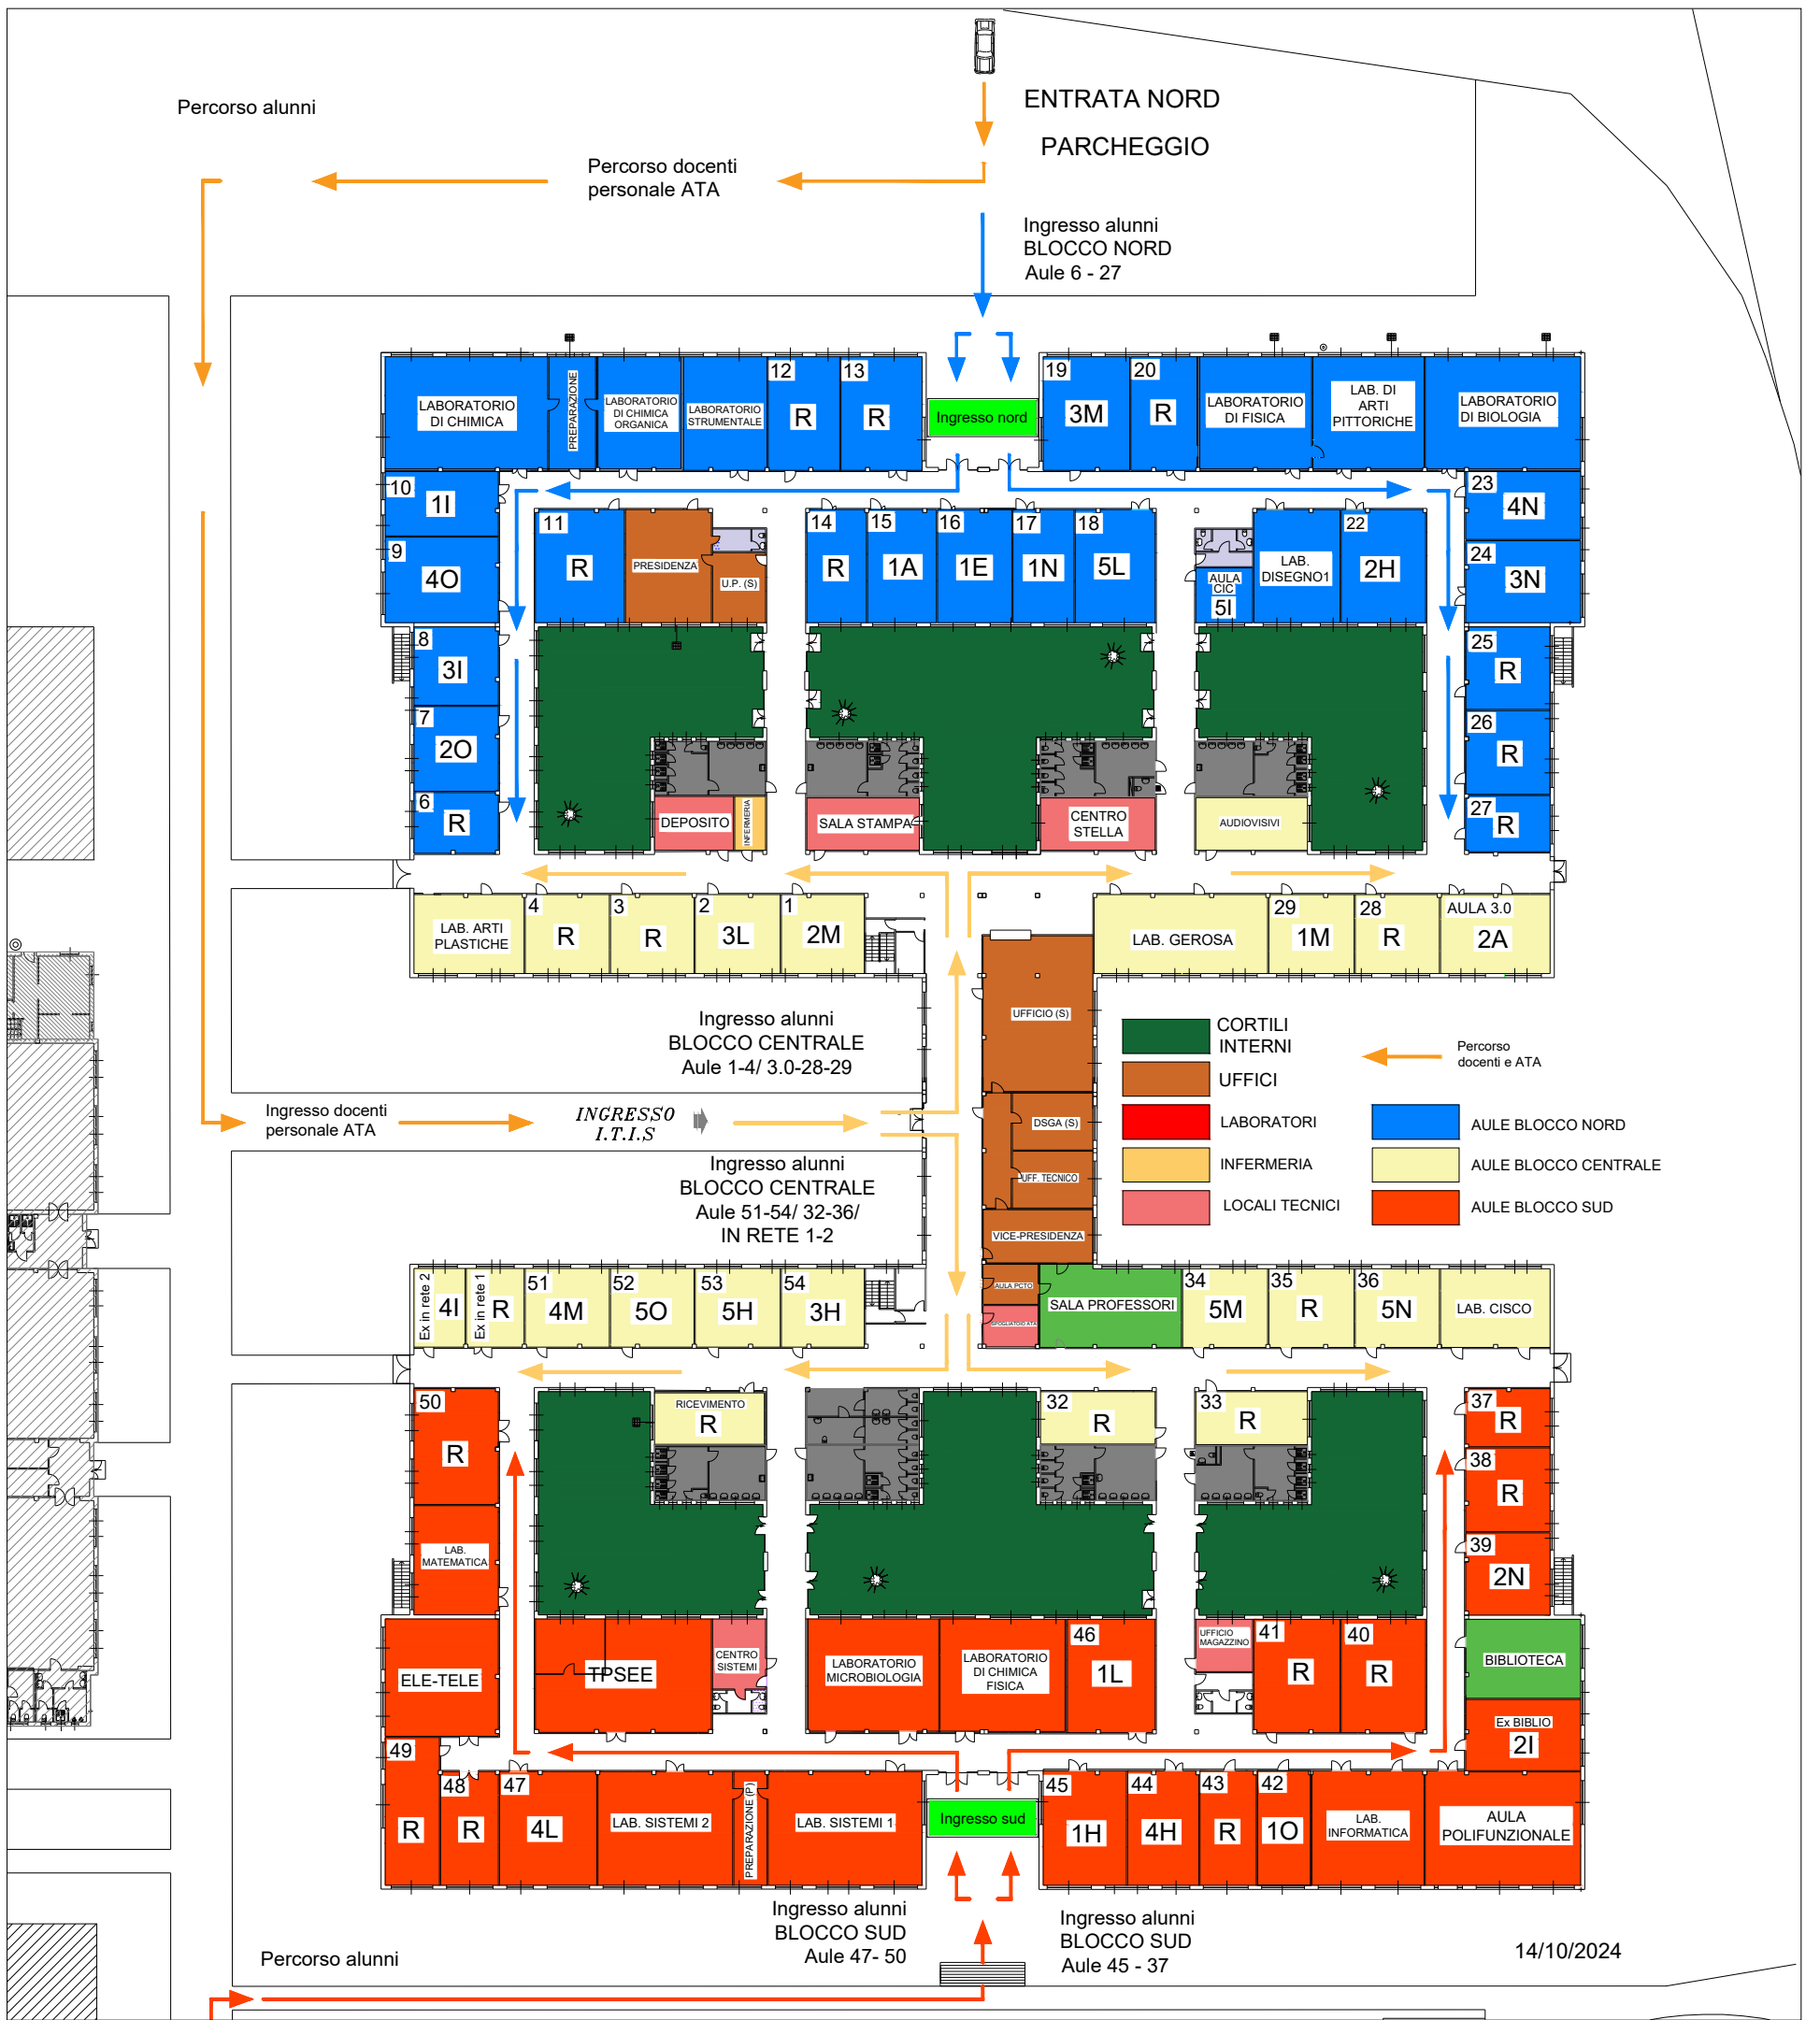 ENTRATA NORD
PARCHEGGIO
Percorso alunni
Percorso docenti
personale ATA
Ingresso alunni
BLOCCO NORD
Aule 6 - 27
LABORATORIO
DI CHIMICA
PREPARAZIONE
LABORATORIO
DI CHIMICA
ORGANICA
LABORATORIO
STRUMENTALE
12
R
13
R
Ingresso nord
19
3M
20
R
LABORATORIO
DI FISICA
LAB. DI
ARTI
PITTORICHE
LABORATORIO
DI BIOLOGIA
10
1I
9
4O
11
R
PRESIDENZA
U.P. (S)
14
R
15
1A
16
1E
17
1N
18
5L
AULA
CIC
5I
LAB.
DISEGNO1
22
2H
23
4N
24
3N
8
3I
7
2O
6
R
25
R
26
R
27
R
DEPOSITO
INFERMERIA
SALA STAMPA
CENTRO
STELLA
AUDIOVISIVI
LAB. ARTI
PLASTICHE
4
R
3
R
2
3L
1
2M
LAB. GEROSA
29
1M
28
R
AULA 3.0
2A
Ingresso alunni
BLOCCO CENTRALE
Aule 1-4/ 3.0-28-29
UFFICIO (S)
CORTILI
INTERNI
UFFICI
LABORATORI
INFERMERIA
LOCALI TECNICI
Percorso
docenti e ATA
AULE BLOCCO NORD
AULE BLOCCO CENTRALE
AULE BLOCCO SUD
Ingresso docenti
personale ATA
INGRESSO
I.T.I.S
DSGA (S)
UFF. TECNICO
VICE-PRESIDENZA
Ingresso alunni
BLOCCO CENTRALE
Aule 51-54/ 32-36/
IN RETE 1-2
Ex in rete 2
4I
Ex in rete 1
R
51
4M
52
5O
53
5H
54
3H
AULA PCTO
SPOGLIATOIO ATA
SALA PROFESSORI
34
5M
35
R
36
5N
LAB. CISCO
50
R
RICEVIMENTO
R
32
R
33
R
37
R
38
R
39
2N
LAB.
MATEMATICA
ELE-TELE
TPSEE
CENTRO
SISTEMI
LABORATORIO
MICROBIOLOGIA
LABORATORIO
DI CHIMICA
FISICA
46
1L
UFFICIO
MAGAZZINO
41
R
40
R
BIBLIOTECA
Ex BIBLIO
2I
49
R
48
R
47
4L
LAB. SISTEMI 2
PREPARAZIONE (P)
LAB. SISTEMI 1
Ingresso sud
45
1H
44
4H
43
R
42
1O
LAB.
INFORMATICA
AULA
POLIFUNZIONALE
Ingresso alunni
BLOCCO SUD
Aule 47- 50
Ingresso alunni
BLOCCO SUD
Aule 45 - 37
Percorso alunni
14/10/2024